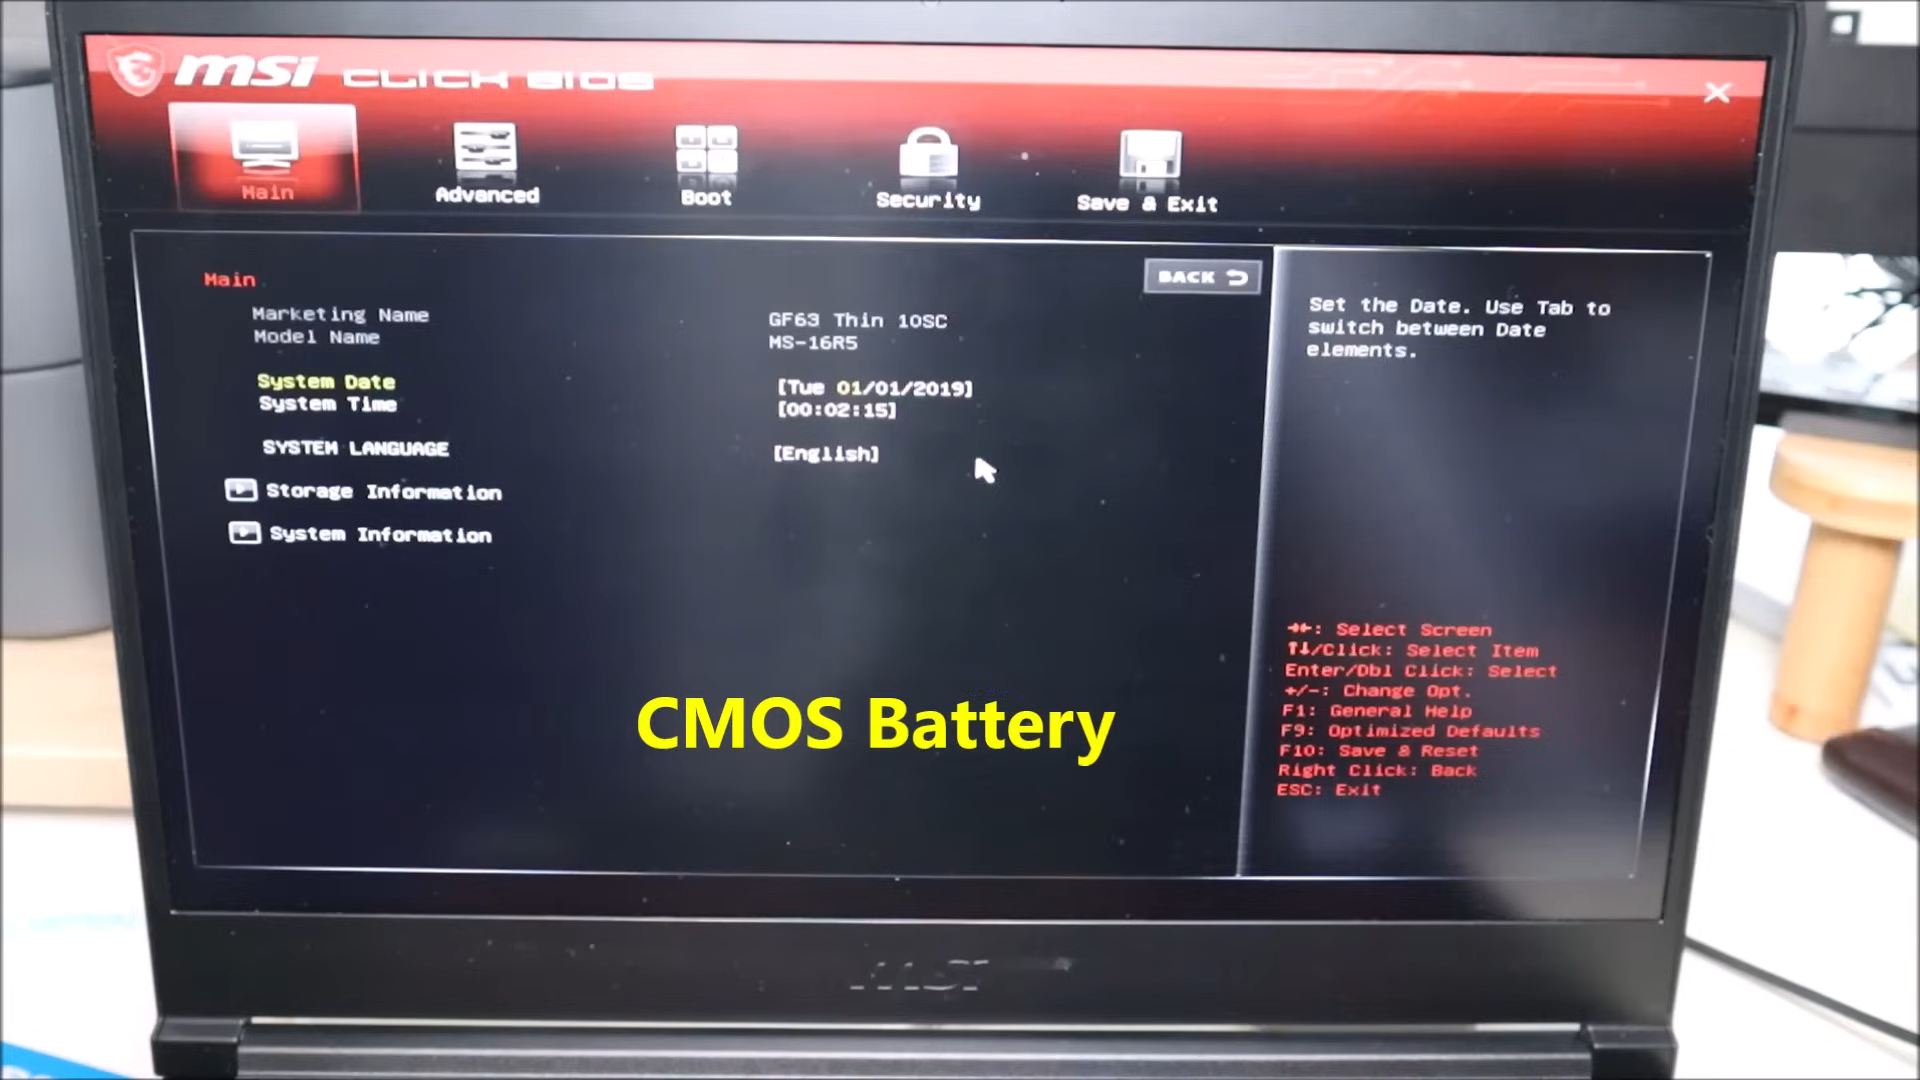 msi CLICK BIOS
Main
Advanced
Boot
Security
Save & Exit
Main
BACK
Marketing Name GF63 Thin 10SC
Model Name MS-16R5
System Date [Tue 01/01/2019]
System Time [00:02:15]
SYSTEM LANGUAGE [English]
Storage Information
System Information
Set the Date. Use Tab to
switch between Date
elements.
→←: Select Screen
↑↓/Click: Select Item
Enter/Dbl Click: Select
+/-: Change Opt.
F1: General Help
F9: Optimized Defaults
F10: Save & Reset
Right Click: Back
ESC: Exit
CMOS Battery
msi